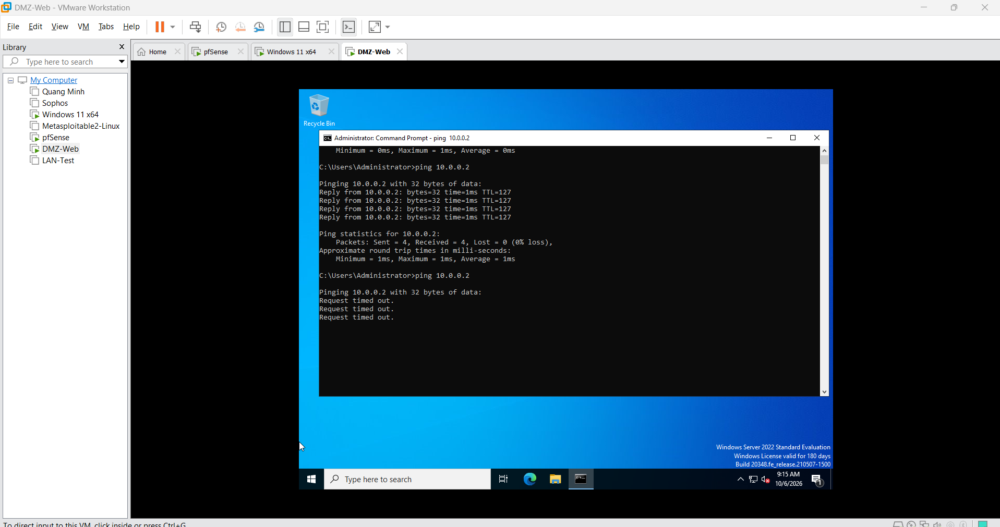 DMZ-Web - VMware Workstation
File Edit View VM Tabs Help
Library
Type here to search
My Computer
Quang Minh
Sophos
Windows 11 x64
Metasploitable2-Linux
pfSense
DMZ-Web
LAN-Test
Home
pfSense
Windows 11 x64
DMZ-Web
Recycle Bin
Administrator: Command Prompt - ping 10.0.0.2
Minimum = 0ms, Maximum = 1ms, Average = 0ms
C:\Users\Administrator>ping 10.0.0.2
Pinging 10.0.0.2 with 32 bytes of data:
Reply from 10.0.0.2: bytes=32 time=1ms TTL=127
Reply from 10.0.0.2: bytes=32 time=1ms TTL=127
Reply from 10.0.0.2: bytes=32 time=1ms TTL=127
Reply from 10.0.0.2: bytes=32 time=1ms TTL=127
Ping statistics for 10.0.0.2:
Packets: Sent = 4, Received = 4, Lost = 0 (0% loss),
Approximate round trip times in milli-seconds:
Minimum = 1ms, Maximum = 1ms, Average = 1ms
C:\Users\Administrator>ping 10.0.0.2
Pinging 10.0.0.2 with 32 bytes of data:
Request timed out.
Request timed out.
Request timed out.
Windows Server 2022 Standard Evaluation
Windows License valid for 180 days
Build 20348.fe_release.210507-1500
Type here to search
9:15 AM
10/6/2026
1
To direct input to this VM, click inside or press Ctrl+G.